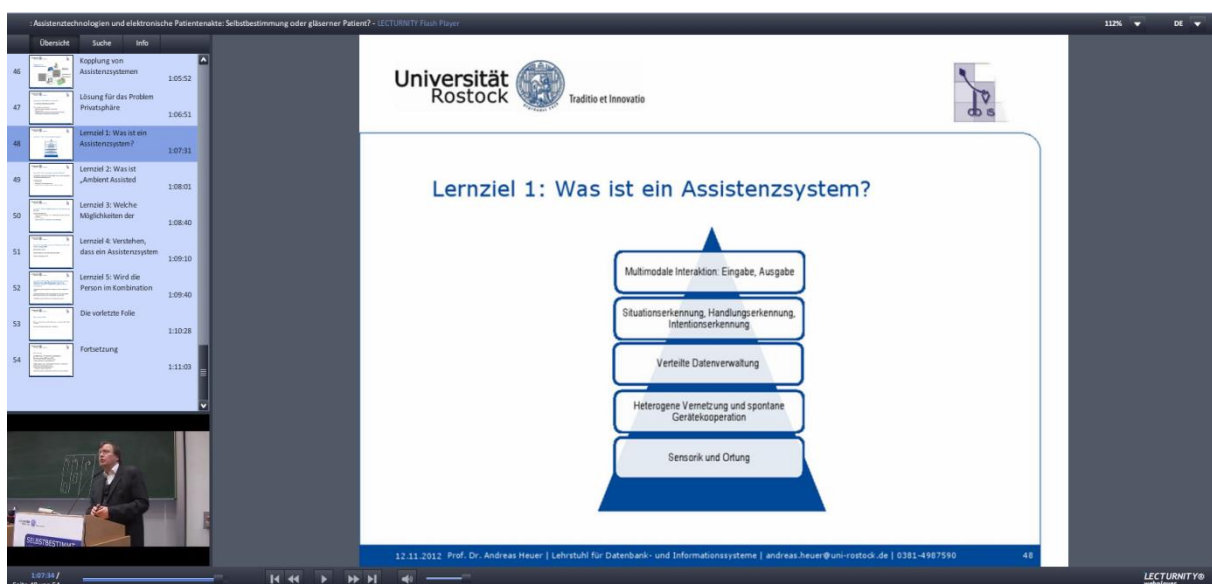 : Assistenztechnologien und elektronische Patientenakte: Selbstbestimmung oder gläserner Patient? - LECTURNITY Flash Player
112%
DE
Übersicht
Suche
Info
46
Kopplung von
Assistenzsystemen
1:05:52
47
Lösung für das Problem
Privatsphäre
1:06:51
48
Lernziel 1: Was ist ein
Assistenzsystem?
1:07:31
49
Lernziel 2: Was ist
„Ambient Assisted
1:08:01
50
Lernziel 3: Welche
Möglichkeiten der
1:08:40
51
Lernziel 4: Verstehen,
dass ein Assistenzsystem
1:09:10
52
Lernziel 5: Wird die
Person im Kombination
1:09:40
53
Die vorletzte Folie
1:10:28
54
Fortsetzung
1:11:03
Universität
Rostock
Traditio et Innovatio
Lernziel 1: Was ist ein Assistenzsystem?
Multimodale Interaktion: Eingabe, Ausgabe
Situationserkennung, Handlungserkennung,
Intentionserkennung
Verteilte Datenverwaltung
Heterogene Vernetzung und spontane
Gerätekooperation
Sensorik und Ortung
12.11.2012 Prof. Dr. Andreas Heuer | Lehrstuhl für Datenbank- und Informationssysteme | andreas.heuer@uni-rostock.de | 0381-4987590
48
SELBSTBESTIMMT
1:07:34 /
LECTURNITY®